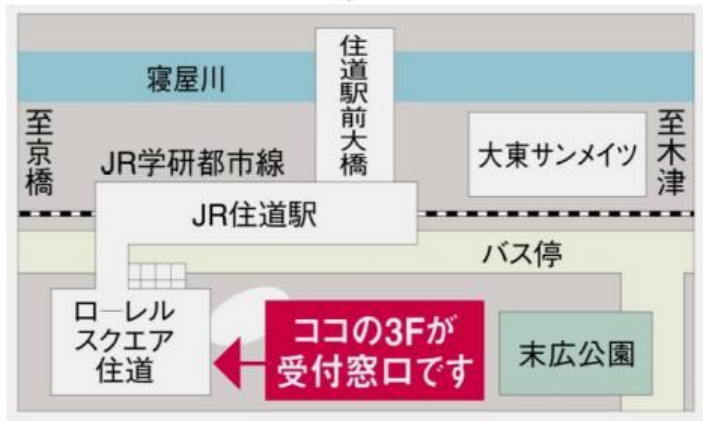 寝屋川
住道駅前大橋
至京橋
JR学研都市線
大東サンメイツ
至木津
JR住道駅
バス停
ローレル
スクエア
住道
ココの3Fが
受付窓口です
末広公園